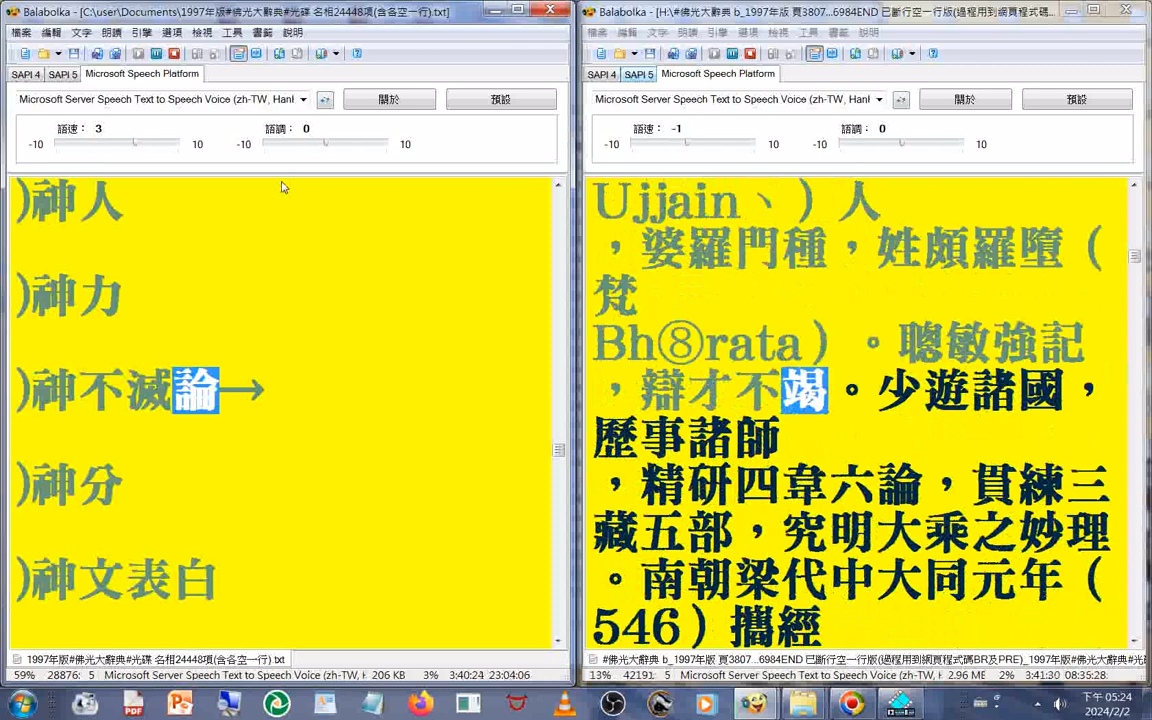 Balabolka - [C:\user\Documents\1997年版#佛光大辭典#光碟 名相24448項(含各空一行).txt]
檔案 編輯 文字 朗讀 引擎 選項 檢視 工具 書籤 說明
SAPI 4 SAPI 5 Microsoft Speech Platform
Microsoft Server Speech Text to Speech Voice (zh-TW, Hanl
關於 預設
語速： 3 語調： 0
-10 10 -10 10
)神人
)神力
)神不滅論→
)神分
)神文表白
1997年版#佛光大辭典#光碟 名相24448項(含各空一行).txt
59% 28876: 5 Microsoft Server Speech Text to Speech Voice (zh-TW, H 206 KB 3% 3:40:24 23:04:06
Balabolka - [H:\#佛光大辭典 b_1997年版 頁3807...6984END 已斷行空一行版(過程用到網頁程式碼...
檔案 編輯 文字 朗讀 引擎 選項 檢視 工具 書籤 說明
SAPI 4 SAPI 5 Microsoft Speech Platform
Microsoft Server Speech Text to Speech Voice (zh-TW, Hanl
關於 預設
語速： -1 語調： 0
-10 10 -10 10
Ujjain、）人
，婆羅門種，姓頗羅墮（
梵
Bh⑧rata）。聰敏強記
，辯才不竭。少遊諸國，
歷事諸師
，精研四韋六論，貫練三
藏五部，究明大乘之妙理
。南朝梁代中大同元年（
546）攜經
#佛光大辭典 b_1997年版 頁3807...6984END 已斷行空一行版(過程用到網頁程式碼BR及PRE)_1997年版#佛光大辭典#光
13% 42191: 5 Microsoft Server Speech Text to Speech Voice (zh-TW, H 2.96 ME 2% 3:41:30 08:35:28
下午 05:24
2024/2/2